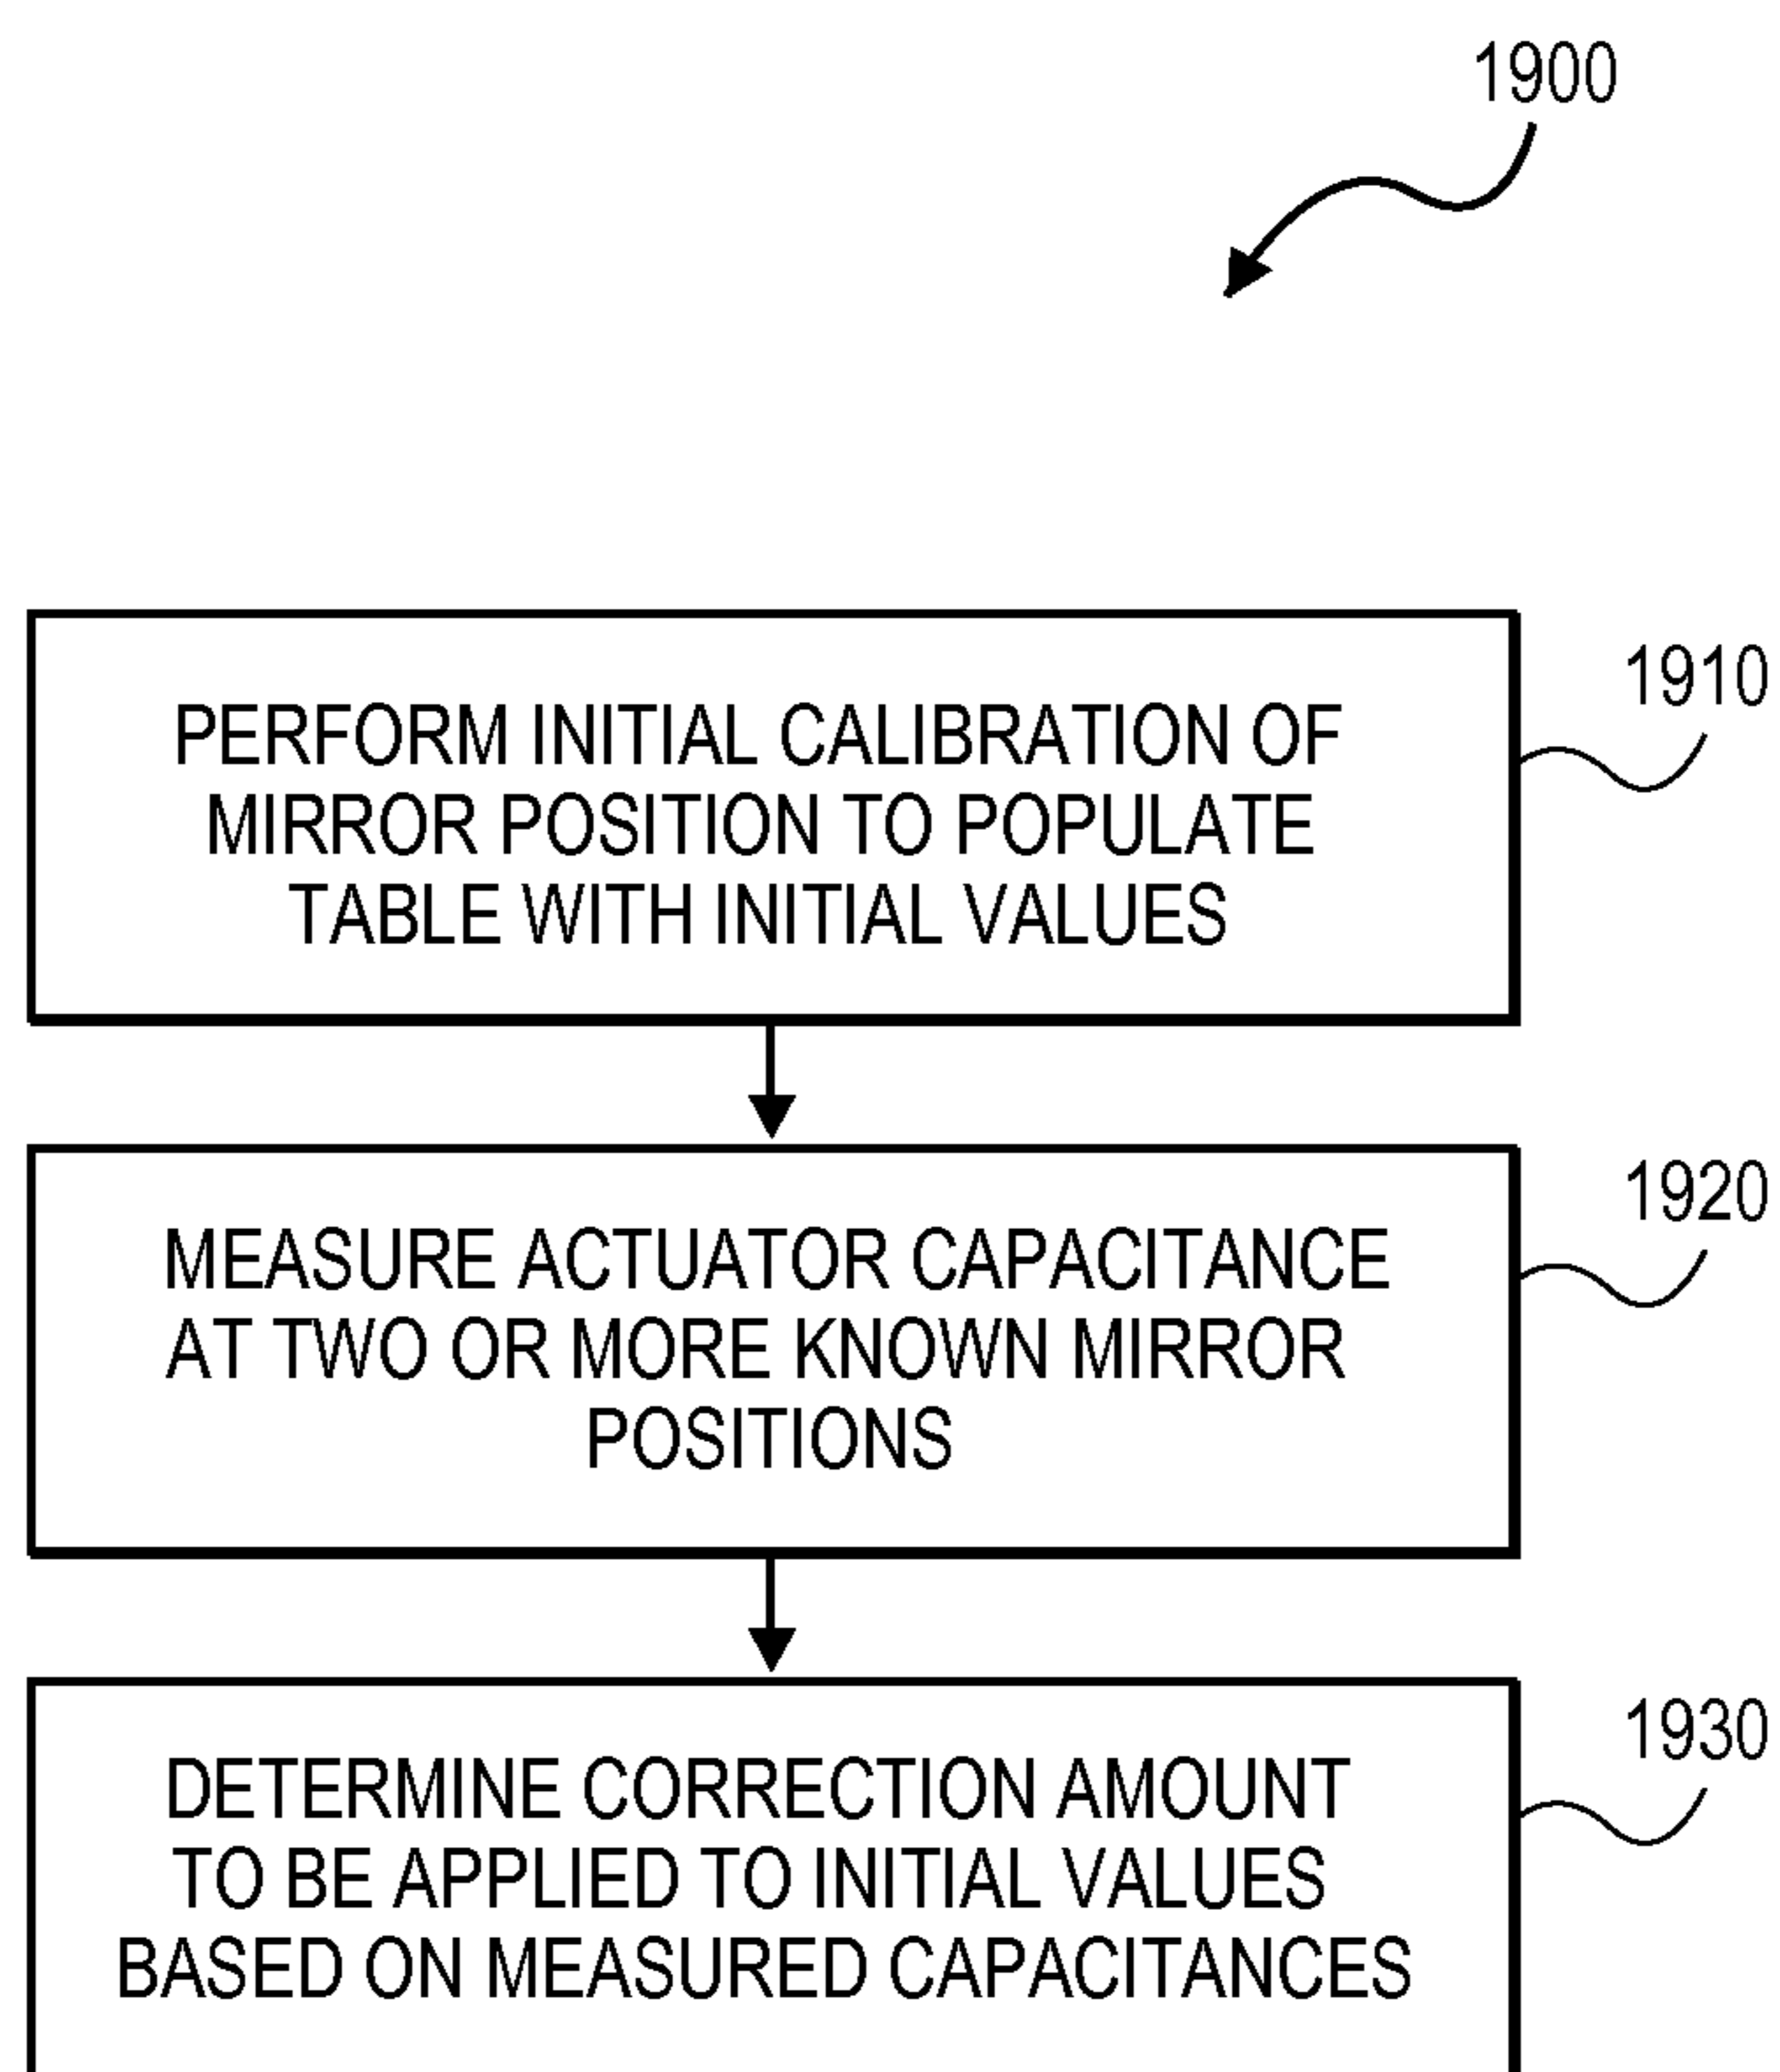 1900
PERFORM INITIAL CALIBRATION OF
MIRROR POSITION TO POPULATE
TABLE WITH INITIAL VALUES
1910
MEASURE ACTUATOR CAPACITANCE
AT TWO OR MORE KNOWN MIRROR
POSITIONS
1920
DETERMINE CORRECTION AMOUNT
TO BE APPLIED TO INITIAL VALUES
BASED ON MEASURED CAPACITANCES
1930